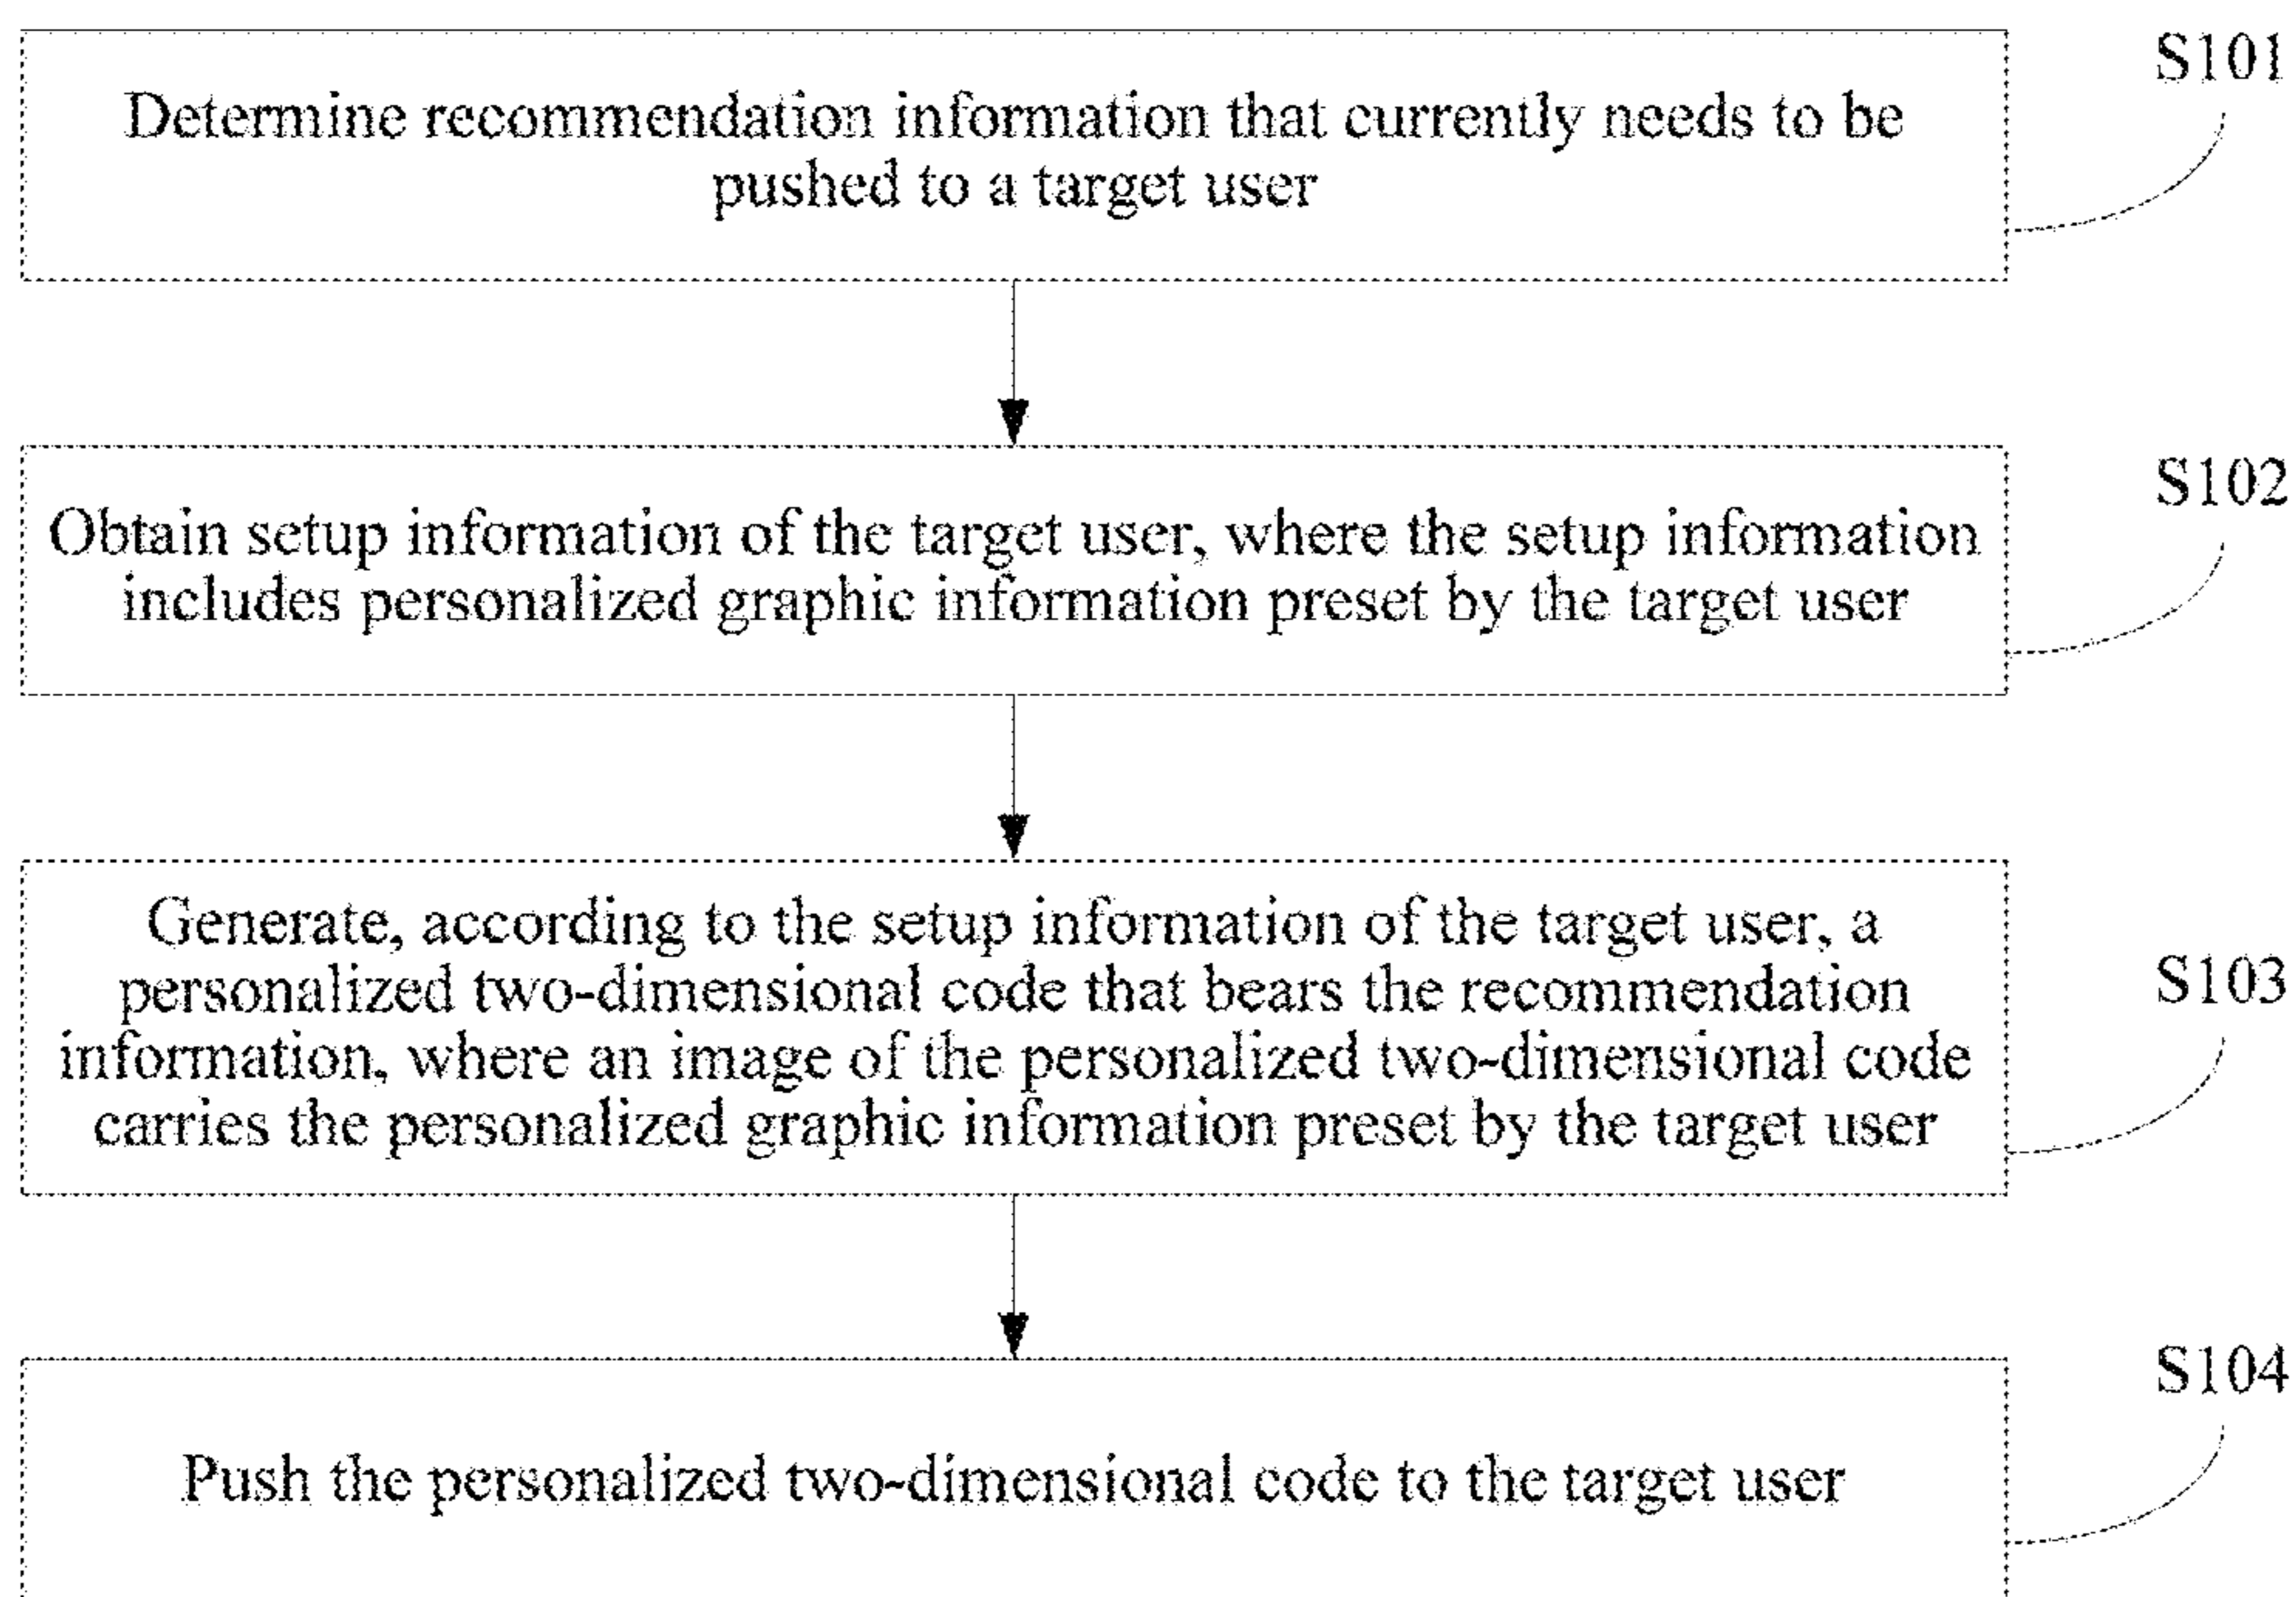 S101
Determine recommendation information that currently needs to be
pushed to a target user
S102
Obtain setup information of the target user, where the setup information
includes personalized graphic information preset by the target user
Generate, according to the setup information of the target user, a
personalized two-dimensional code that bears the recommendation
S103
information, where an image of the personalized two-dimensional code
carries the personalized graphic information preset by the target user
S104
Push the personalized two-dimensional code to the target user